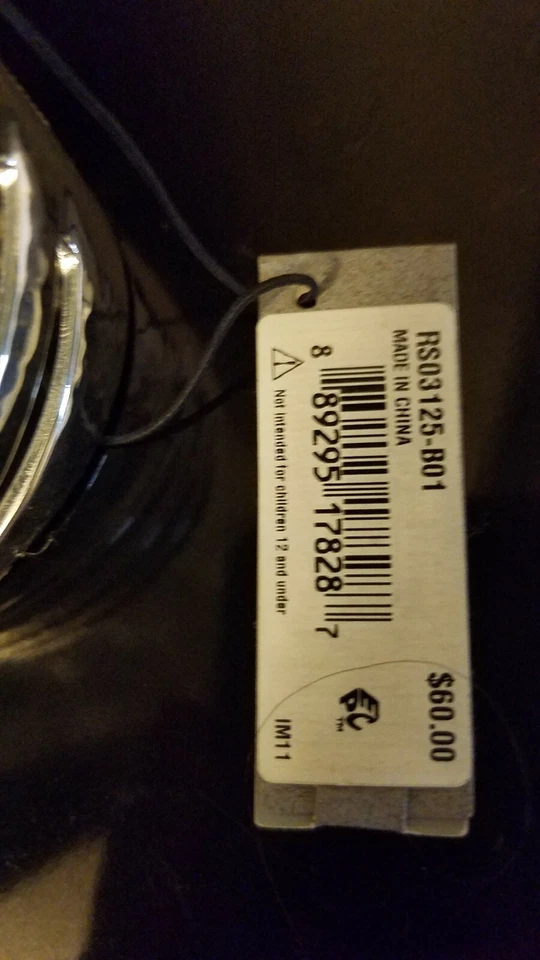 RS03125-B01
MADE IN CHINA
$60.00
8 89295 17828 7
ECP™
Not intended for children 12 and under
IM11